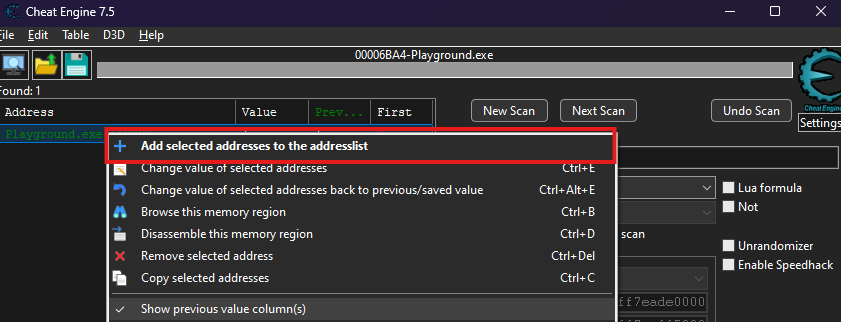 Cheat Engine 7.5
File Edit Table D3D Help
00006BA4-Playground.exe
Found: 1
Address Value Prev... First
New Scan Next Scan Undo Scan
Cheat Engine
Settings
Playground.exe
Add selected addresses to the addresslist
Change value of selected addresses Ctrl+E
Change value of selected addresses back to previous/saved value Ctrl+Alt+E
Browse this memory region Ctrl+B
Disassemble this memory region Ctrl+D
Remove selected address Ctrl+Del
Copy selected addresses Ctrl+C
Show previous value column(s)
Lua formula
Not
scan
Unrandomizer
Enable Speedhack
ff7eade0000